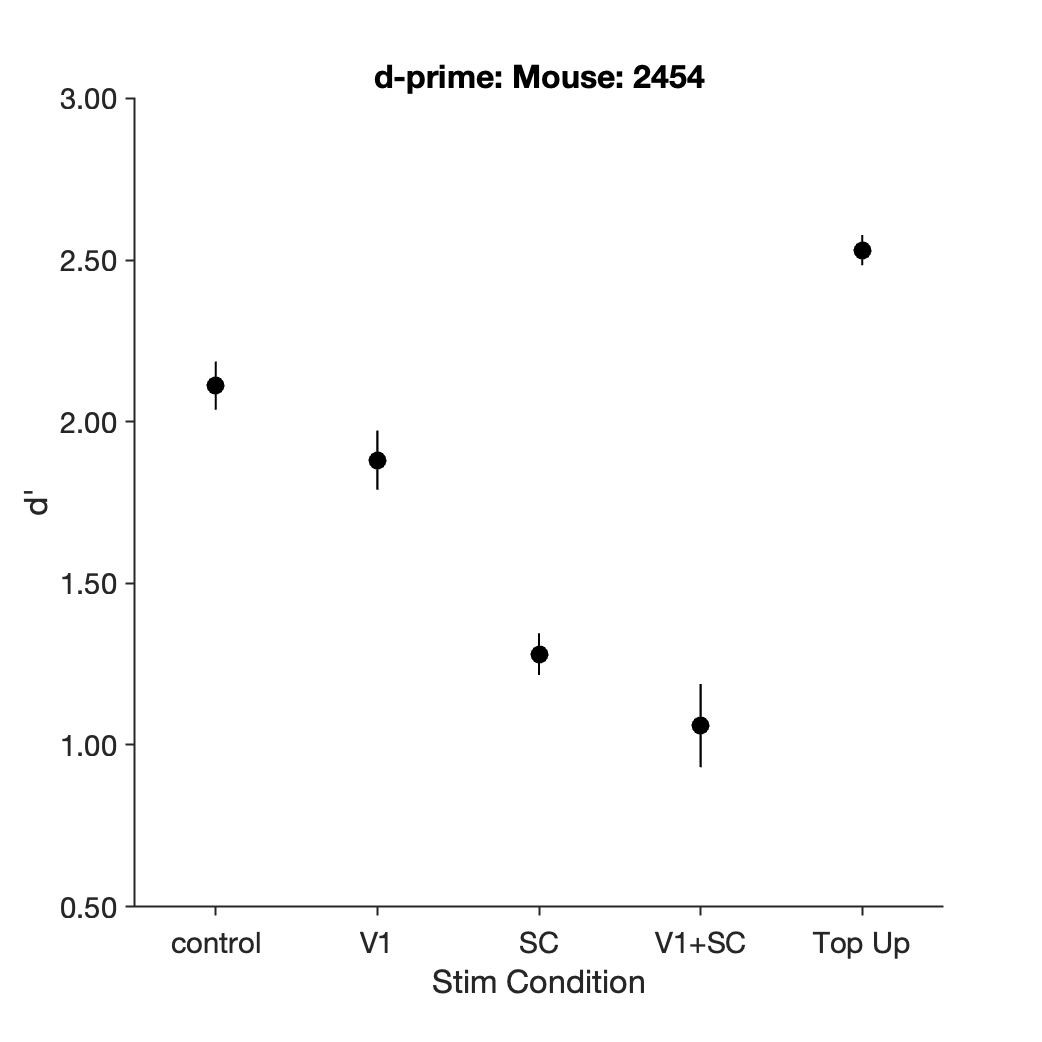 d-prime: Mouse: 2454
3.00
2.50
2.00
1.50
1.00
0.50
d'
control V1 SC V1+SC Top Up
Stim Condition